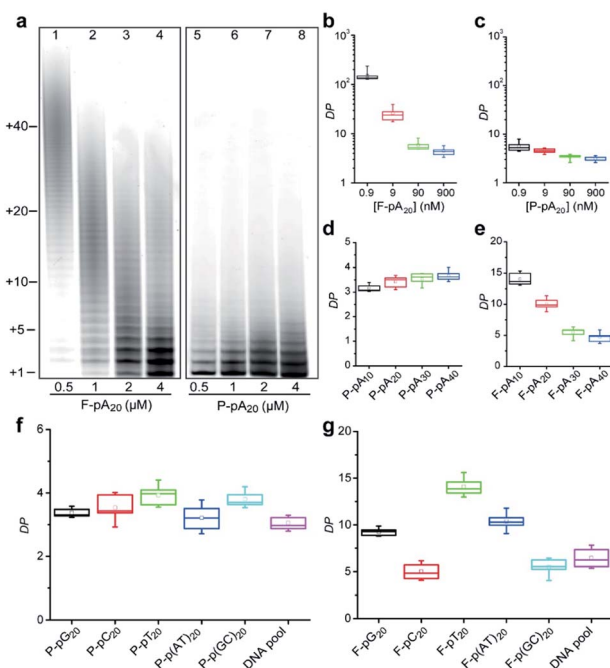 a
1 2 3 4 5 6 7 8
+40
+20
+10
+5
+1
0.5 1 2 4 0.5 1 2 4
F-pA20 (µM) P-pA20 (µM)
b
DP
10³
10²
10
1
0.9 9 90 900
[F-pA20] (nM)
c
DP
10³
10²
10
1
0.9 9 90 900
[P-pA20] (nM)
d
DP
5
4
3
2
1
0
P-pA10 P-pA20 P-pA30 P-pA40
e
DP
20
15
10
5
0
F-pA10 F-pA20 F-pA30 F-pA40
f
DP
6
4
3
1
0
P-pG20 P-pC20 P-pT20 P-p(AT)20 P-p(GC)20 DNA pool
g
DP
20
15
10
5
0
F-pG20 F-pC20 F-pT20 F-p(AT)20 F-p(GC)20 DNA pool